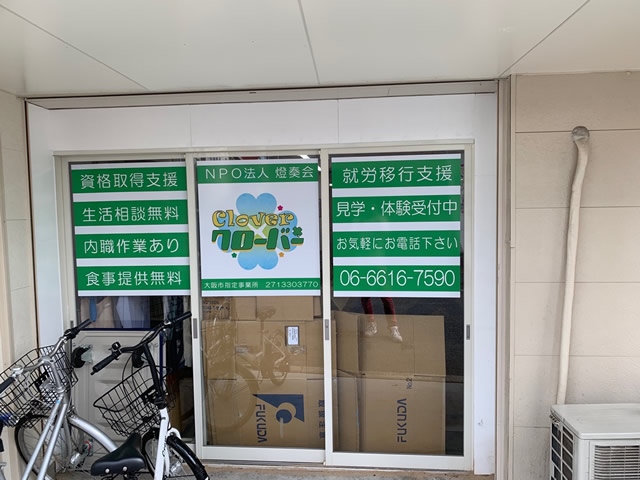 資格取得支援
生活相談無料
内職作業あり
食事提供無料
NPO法人 燈奏会
Clover
クローバー
大阪市指定事業所 2713303770
就労移行支援
見学・体験受付中
お気軽にお電話下さい
06-6616-7590
FUKUDA
FUKUDA